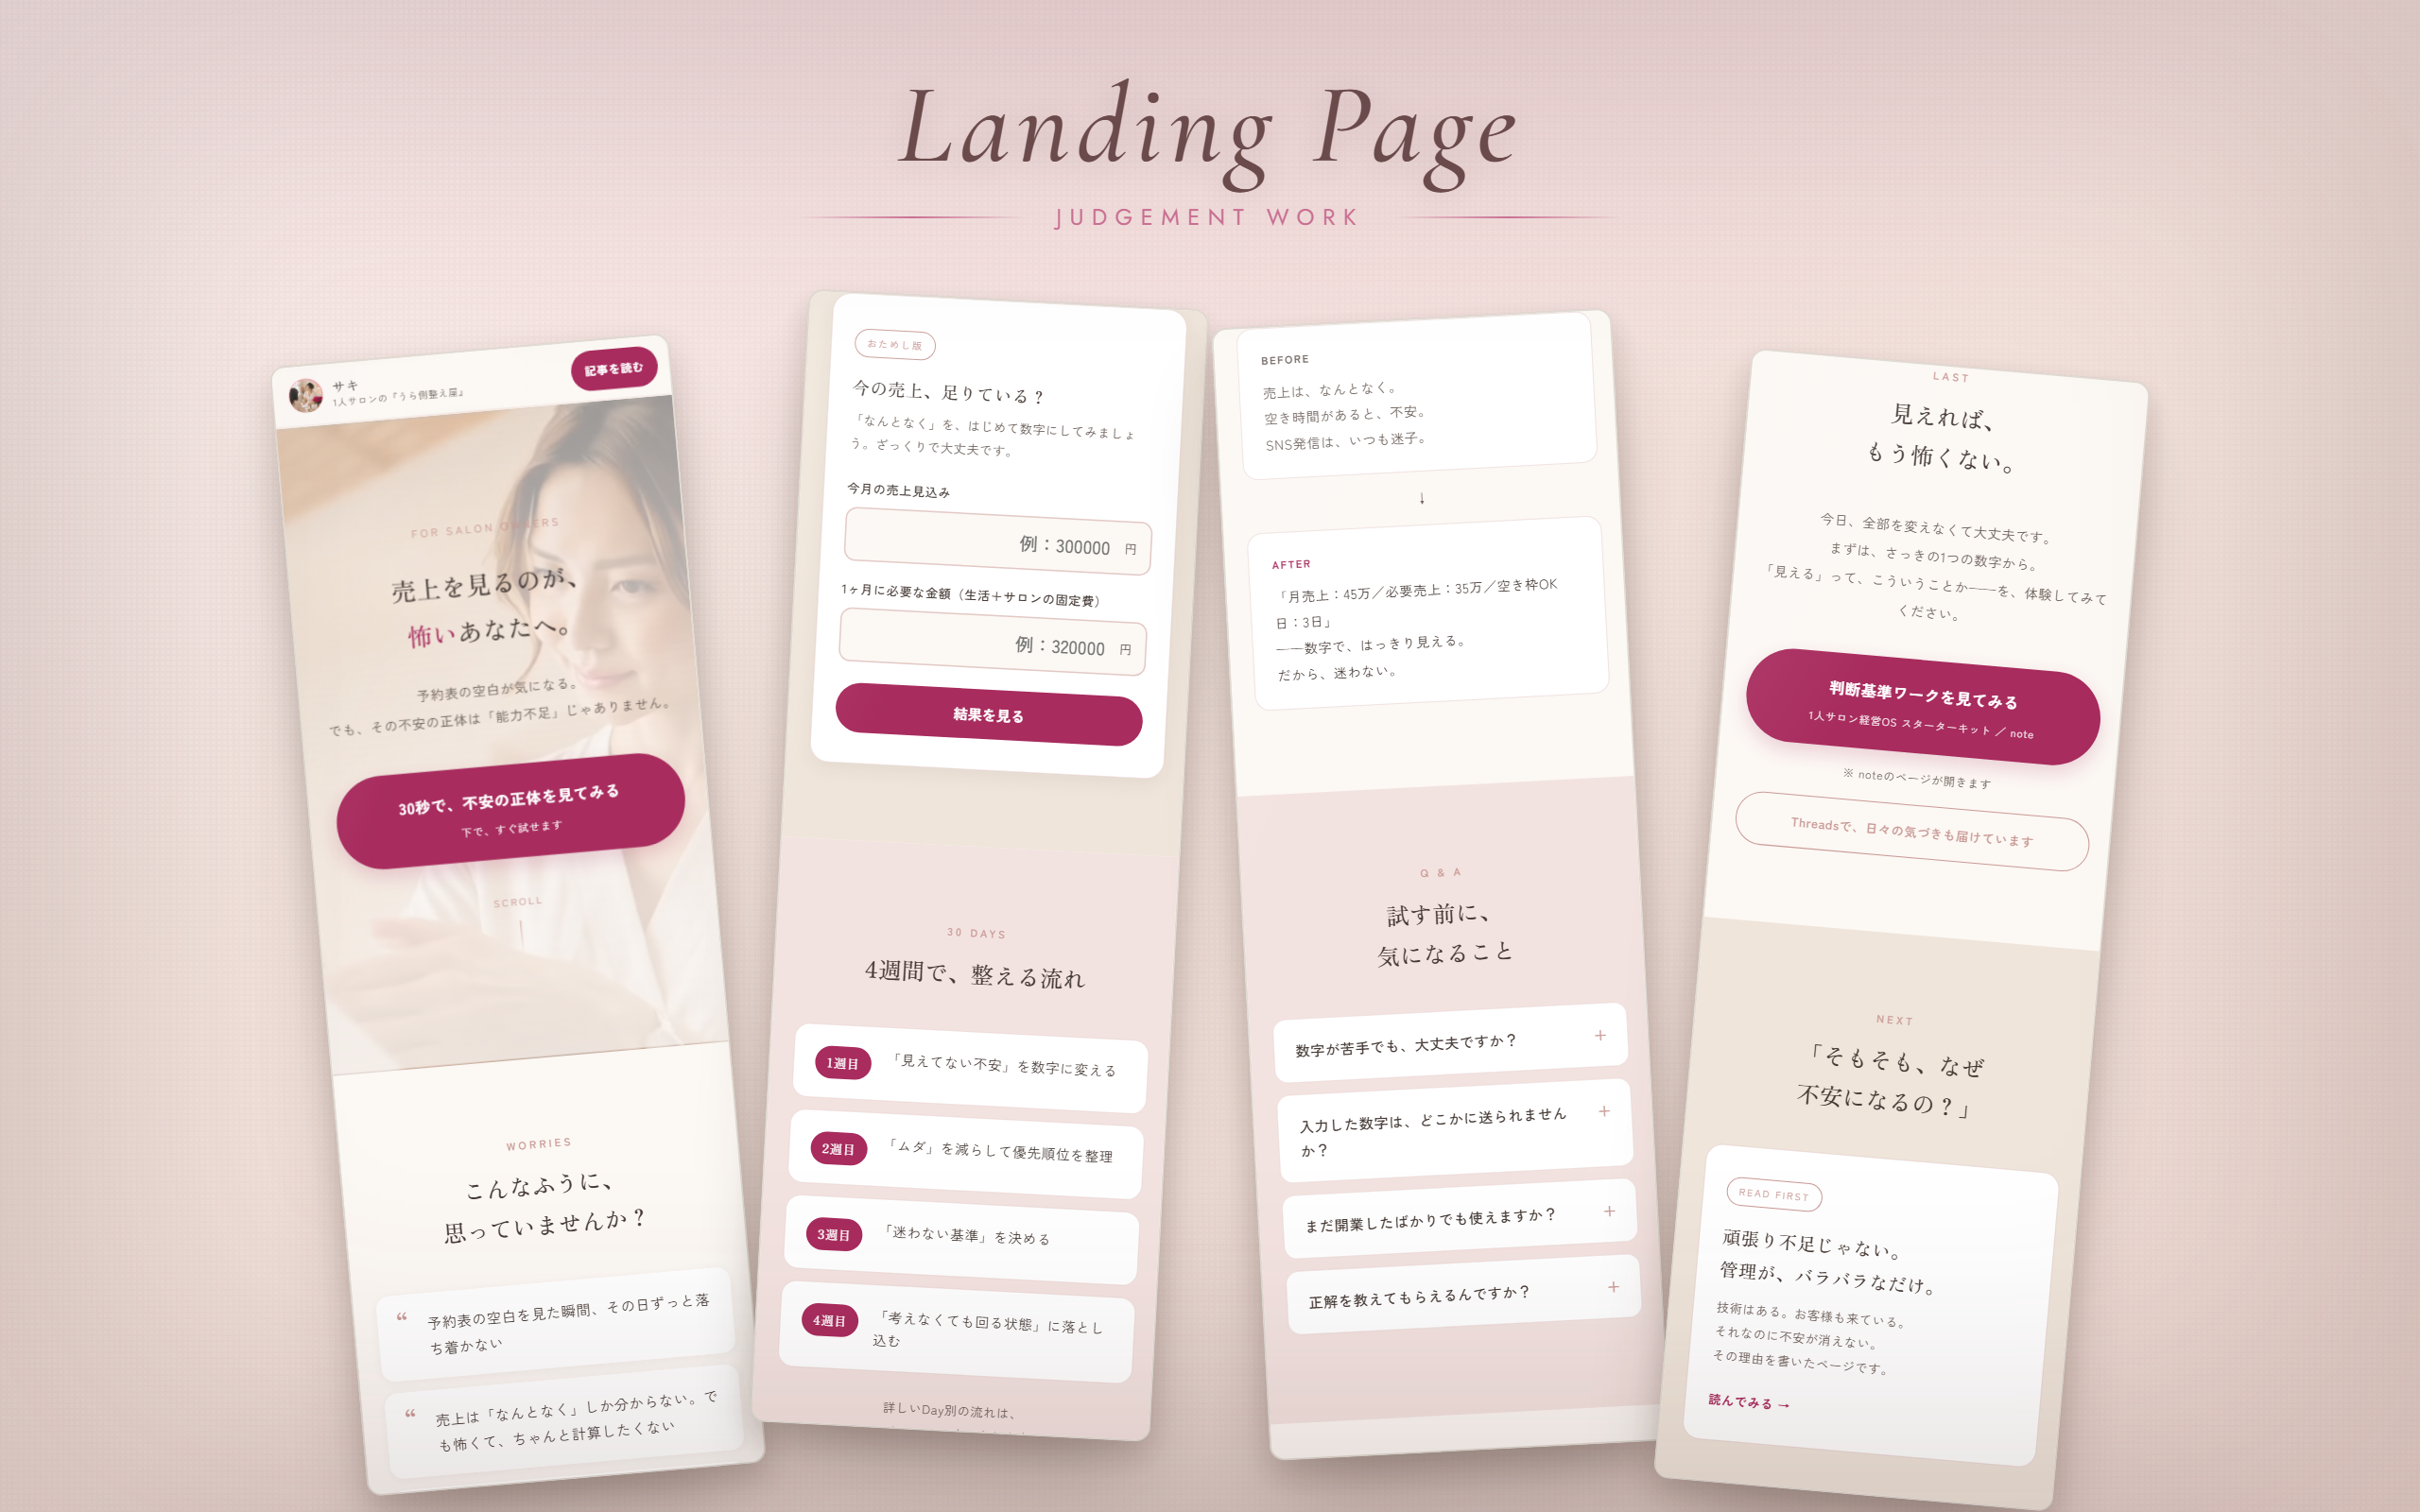 Landing Page
JUDGEMENT WORK
サキ
1人サロンの『うら側整え屋』
記事を読む
FOR SALON OWNERS
売上を見るのが、
怖いあなたへ。
予約表の空白が気になる。
でも、その不安の正体は「能力不足」じゃありません。
30秒で、不安の正体を見てみる
下で、すぐ試せます
SCROLL
WORRIES
こんなふうに、
思っていませんか？
“
予約表の空白を見た瞬間、その日ずっと落
ち着かない
“
売上は「なんとなく」しか分からない。で
も怖くて、ちゃんと計算したくない
おためし版
今の売上、足りている？
「なんとなく」を、はじめて数字にしてみましょ
う。ざっくりで大丈夫です。
今月の売上見込み
例：300000 円
1ヶ月に必要な金額（生活＋サロンの固定費）
例：320000 円
結果を見る
30 DAYS
4週間で、整える流れ
1週目 「見えてない不安」を数字に変える
2週目 「ムダ」を減らして優先順位を整理
3週目 「迷わない基準」を決める
4週目 「考えなくても回る状態」に落とし
込む
詳しいDay別の流れは、
BEFORE
売上は、なんとなく。
空き時間があると、不安。
SNS発信は、いつも迷子。
↓
AFTER
「月売上：45万／必要売上：35万／空き枠OK
日：3日」
——数字で、はっきり見える。
だから、迷わない。
Q & A
試す前に、
気になること
数字が苦手でも、大丈夫ですか？ +
入力した数字は、どこかに送られません +
か？
まだ開業したばかりでも使えますか？ +
正解を教えてもらえるんですか？ +
LAST
見えれば、
もう怖くない。
今日、全部を変えなくて大丈夫です。
まずは、さっきの1つの数字から。
「見える」って、こういうことか——を、体験してみて
ください。
判断基準ワークを見てみる
1人サロン経営OS スターターキット ／ note
※ noteのページが開きます
Threadsで、日々の気づきも届けています
NEXT
「そもそも、なぜ
不安になるの？」
READ FIRST
頑張り不足じゃない。
管理が、バラバラなだけ。
技術はある。お客様も来ている。
それなのに不安が消えない。
その理由を書いたページです。
読んでみる →